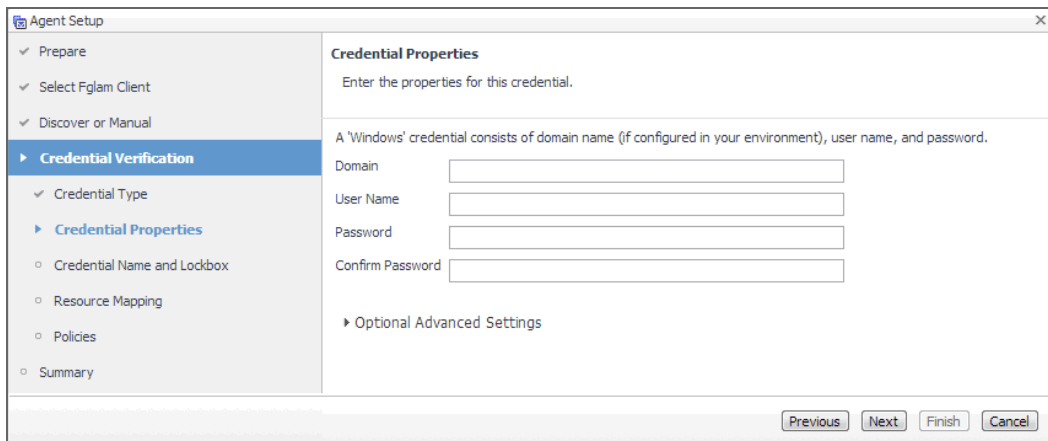 Agent Setup
Prepare
Select Fglam Client
Discover or Manual
Credential Verification
Credential Type
Credential Properties
Credential Name and Lockbox
Resource Mapping
Policies
Summary
Credential Properties
Enter the properties for this credential.
A 'Windows' credential consists of domain name (if configured in your environment), user name, and password.
Domain
User Name
Password
Confirm Password
Optional Advanced Settings
Previous
Next
Finish
Cancel